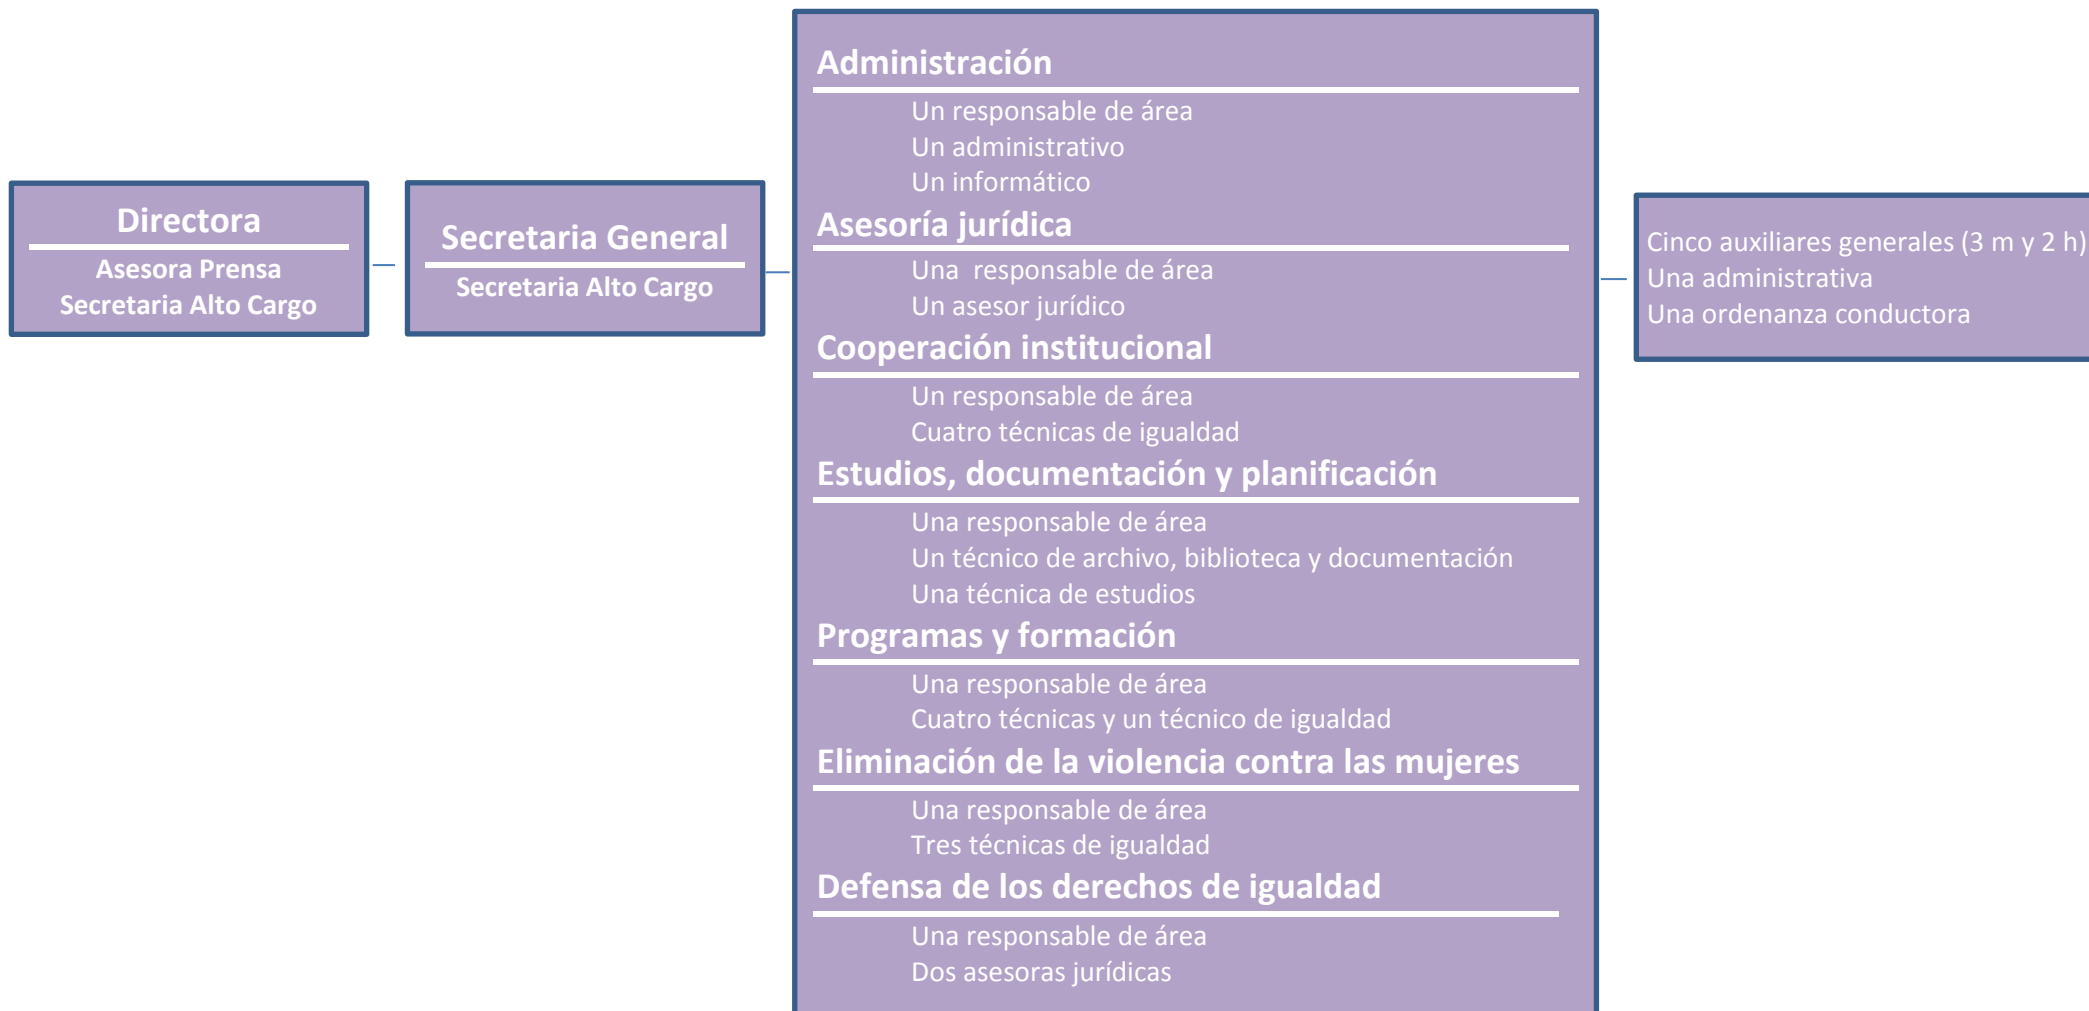 Directora
Asesora Prensa
Secretaria Alto Cargo
Secretaria General
Secretaria Alto Cargo
Administración
Un responsable de área
Un administrativo
Un informático
Asesoría jurídica
Una responsable de área
Un asesor jurídico
Cooperación institucional
Un responsable de área
Cuatro técnicas de igualdad
Estudios, documentación y planificación
Una responsable de área
Un técnico de archivo, biblioteca y documentación
Una técnica de estudios
Programas y formación
Una responsable de área
Cuatro técnicas y un técnico de igualdad
Eliminación de la violencia contra las mujeres
Una responsable de área
Tres técnicas de igualdad
Defensa de los derechos de igualdad
Una responsable de área
Dos asesoras jurídicas
Cinco auxiliares generales (3 m y 2 h)
Una administrativa
Una ordenanza conductora